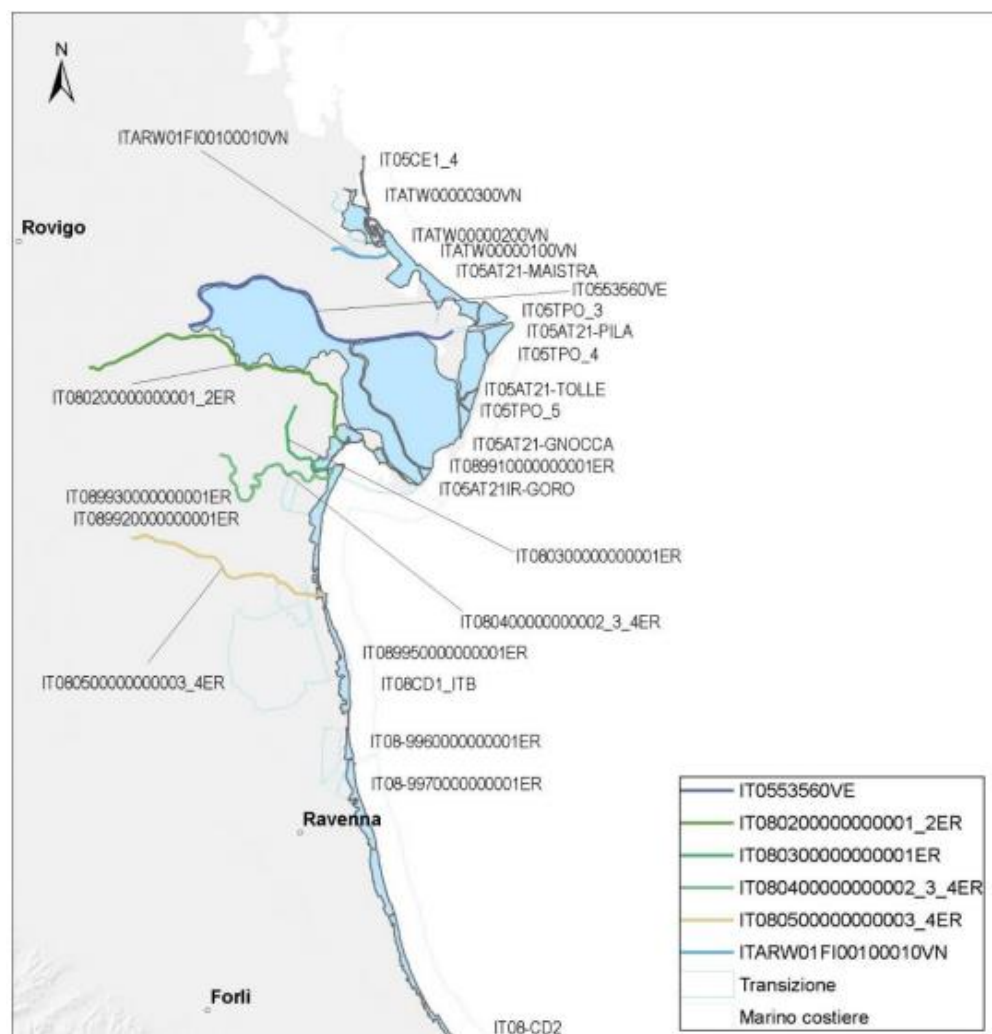 N
ITARW01FI00100010VN
IT05CE1_4
ITATW00000300VN
Rovigo
ITATW00000200VN
ITATW00000100VN
IT05AT21-MAISTRA
IT0553560VE
IT05TPO_3
IT05AT21-PILA
IT05TPO_4
IT05AT21-TOLLE
IT080200000000001_2ER
IT05TPO_5
IT05AT21-GNOCCA
IT089910000000001ER
IT05AT21IR-GORO
IT089930000000001ER
IT089920000000001ER
IT080300000000001ER
IT080400000000002_3_4ER
IT089950000000001ER
IT080500000000003_4ER
IT08CD1_ITB
IT08-9960000000001ER
IT08-9970000000001ER
Ravenna
Forlì
IT08-CD2
IT0553560VE
IT080200000000001_2ER
IT080300000000001ER
IT080400000000002_3_4ER
IT080500000000003_4ER
ITARW01FI00100010VN
Transizione
Marino costiere